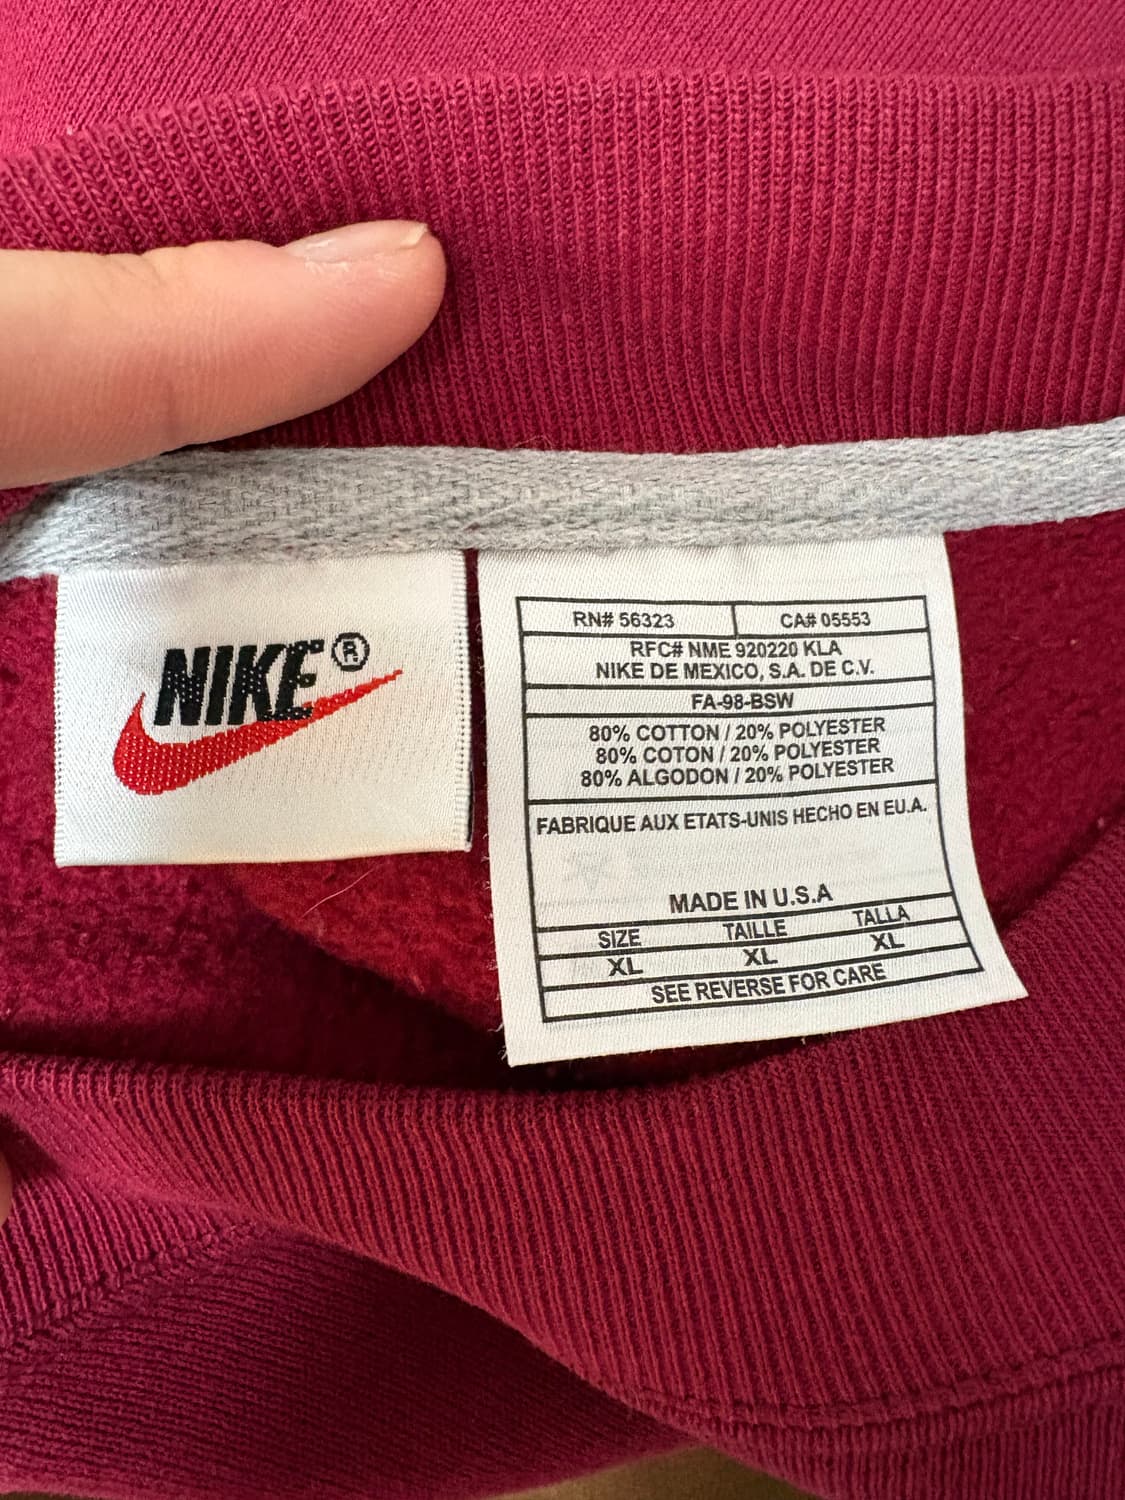 NIKE®
RN# 56323 CA# 05553
RFC# NME 920220 KLA
NIKE DE MEXICO, S.A. DE C.V.
FA-98-BSW
80% COTTON / 20% POLYESTER
80% COTON / 20% POLYESTER
80% ALGODON / 20% POLYESTER
FABRIQUE AUX ETATS-UNIS HECHO EN EU.A.
MADE IN U.S.A
SIZE TAILLE TALLA
XL XL XL
SEE REVERSE FOR CARE